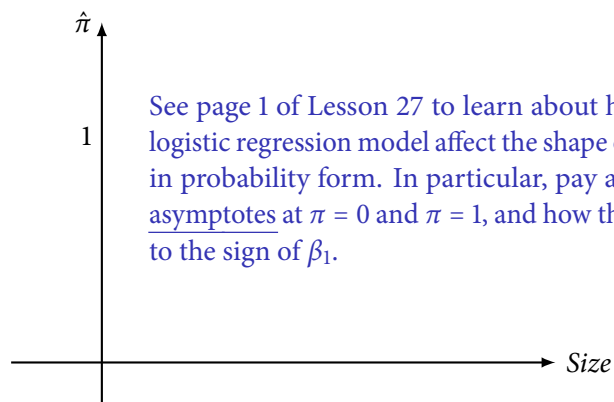 π̂
See page 1 of Lesson 27 to learn about h
1
logistic regression model affect the shape
in probability form. In particular, pay a
asymptotes at π = 0 and π = 1, and how th
to the sign of β₁.
Size